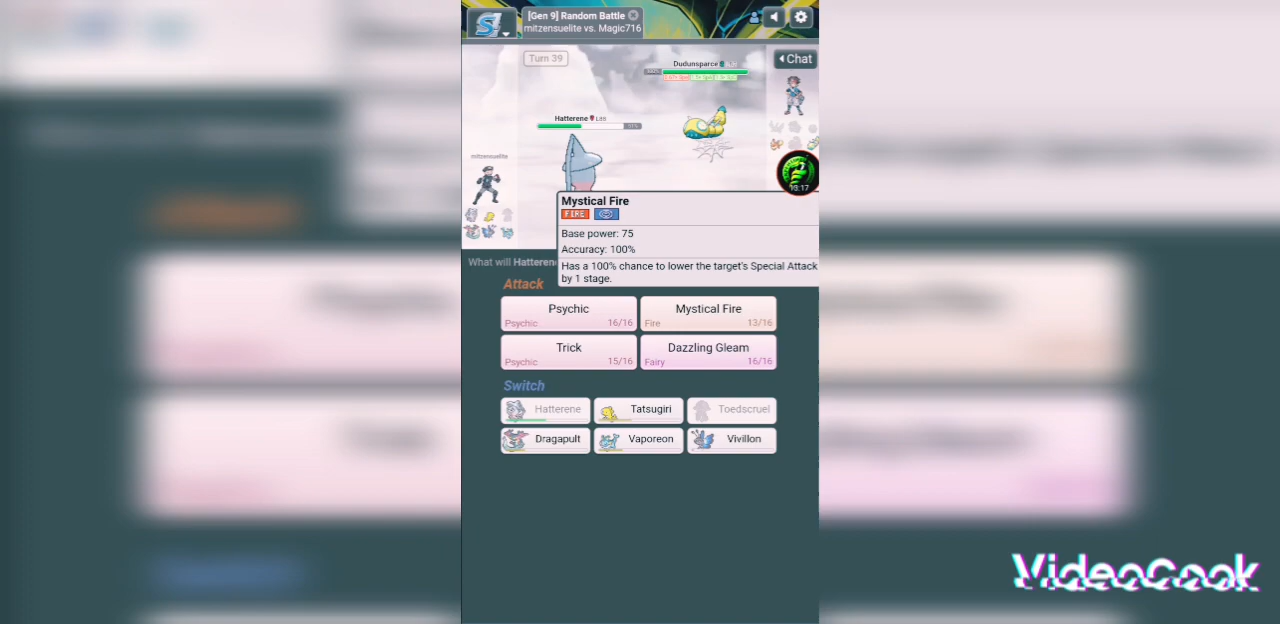 [Gen 9] Random Battle
mitzensuelite vs. Magic716
Turn 39
Chat
Dudunsparce
Hatterene L88
mitzensuelite
Mystical Fire
FIRE
Base power: 75
Accuracy: 100%
Has a 100% chance to lower the target's Special Attack
by 1 stage.
What will Hatteren
Attack
Psychic
Psychic 16/16
Mystical Fire
Fire 13/16
Trick
Psychic 15/16
Dazzling Gleam
Fairy 16/16
Switch
Hatterene
Tatsugiri
Toedscruel
Dragapult
Vaporeon
Vivillon
VideoCook